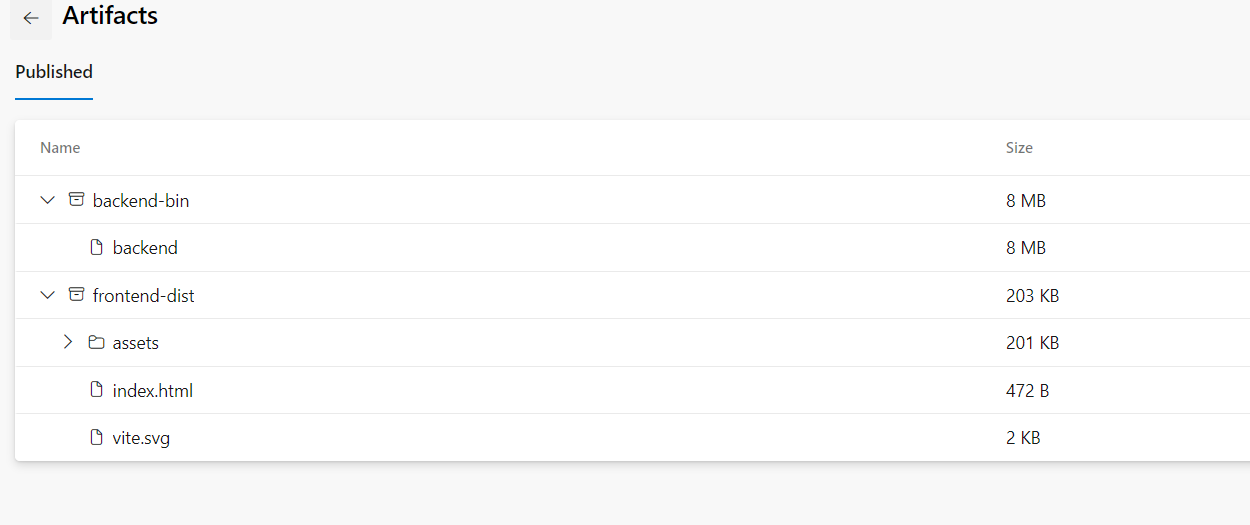 Artifacts
Published
Name Size
backend-bin 8 MB
backend 8 MB
frontend-dist 203 KB
assets 201 KB
index.html 472 B
vite.svg 2 KB